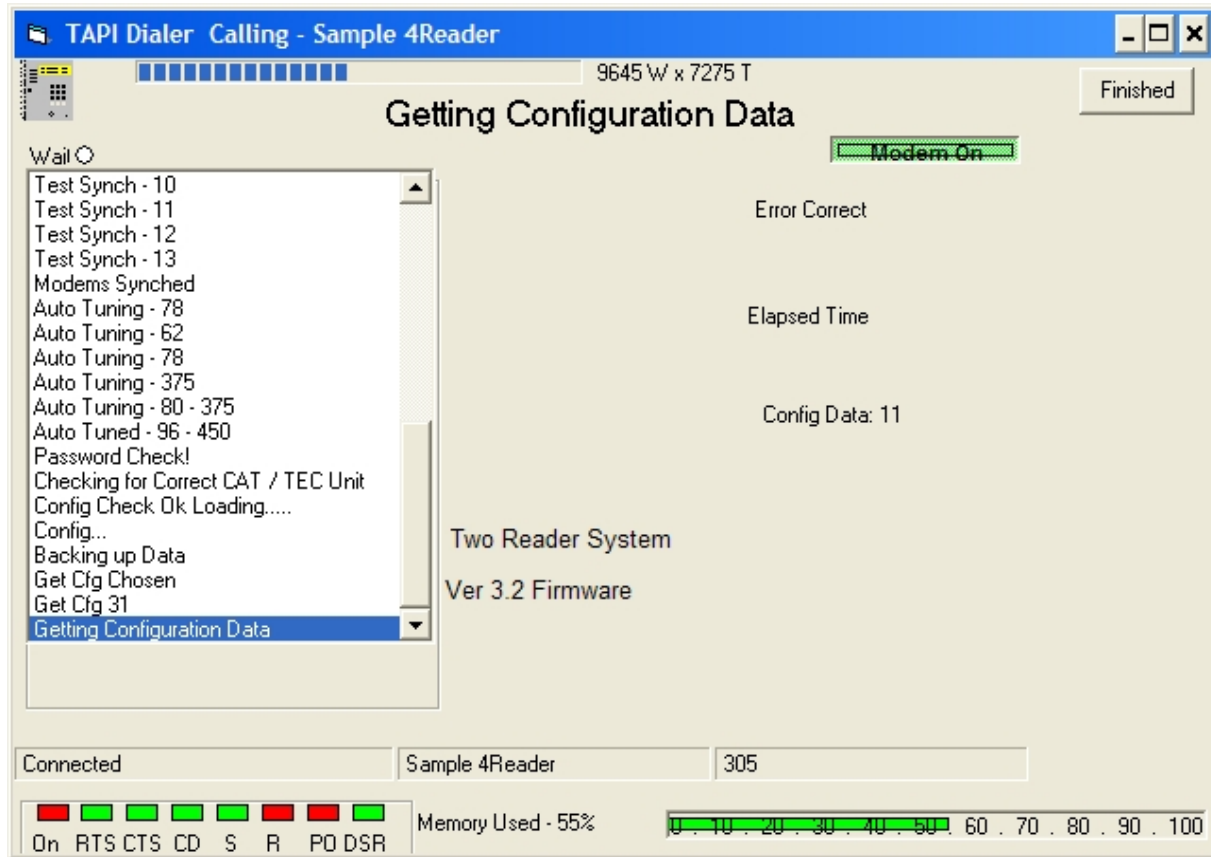 TAPI Dialer Calling - Sample 4Reader
9645 W x 7275 T
Finished
Getting Configuration Data
Modem On
Wail
Test Synch - 10
Test Synch - 11
Test Synch - 12
Test Synch - 13
Modems Synched
Auto Tuning - 78
Auto Tuning - 62
Auto Tuning - 78
Auto Tuning - 375
Auto Tuning - 80 - 375
Auto Tuned - 96 - 450
Password Check!
Checking for Correct CAT / TEC Unit
Config Check Ok Loading.....
Config...
Backing up Data
Get Cfg Chosen
Get Cfg 31
Getting Configuration Data
Error Correct
Elapsed Time
Config Data: 11
Two Reader System
Ver 3.2 Firmware
Connected
Sample 4Reader
305
On RTS CTS CD S R PO DSR
Memory Used - 55%
0 . 10 . 20 . 30 . 40 . 50 . 60 . 70 . 80 . 90 . 100